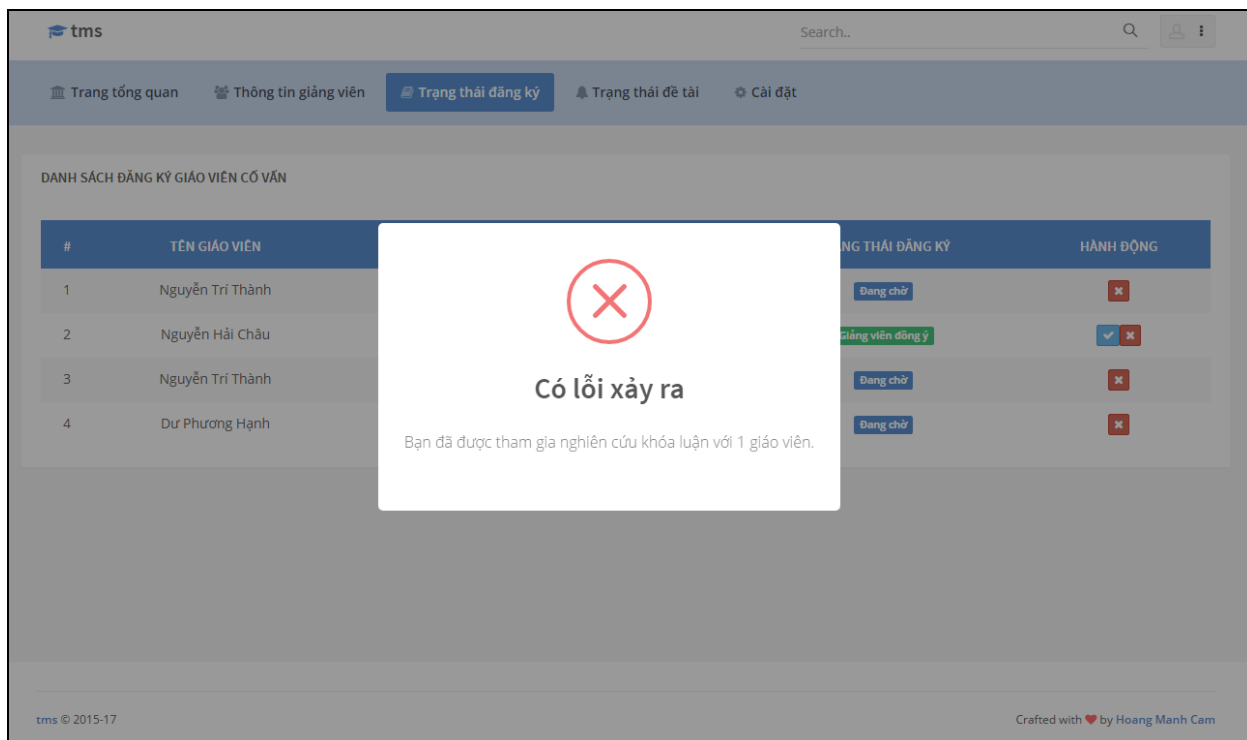 tms Search..
Trang tổng quan Thông tin giảng viên Trạng thái đăng ký Trạng thái đề tài Cài đặt
DANH SÁCH ĐĂNG KÝ GIÁO VIÊN CỐ VẤN
# TÊN GIÁO VIÊN THÁI ĐĂNG KÝ HÀNH ĐỘNG
1 Nguyễn Trí Thành Đang chờ
2 Nguyễn Hải Châu Giảng viên đồng ý
3 Nguyễn Trí Thành Đang chờ
4 Dư Phương Hạnh Đang chờ
Có lỗi xảy ra
Bạn đã được tham gia nghiên cứu khóa luận với 1 giáo viên.
tms © 2015-17 Crafted with by Hoang Manh Cam